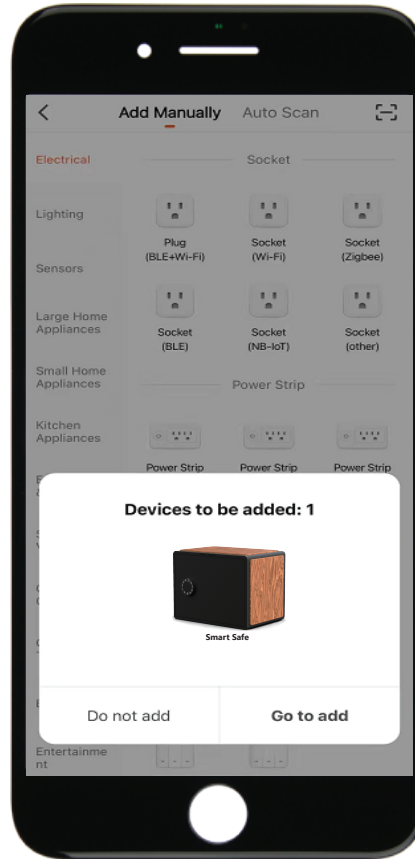 Add Manually Auto Scan
Electrical
Socket
Lighting
Plug
(BLE+Wi-Fi)
Socket
(Wi-Fi)
Socket
(Zigbee)
Sensors
Large Home
Appliances
Socket
(BLE)
Socket
(NB-IoT)
Socket
(other)
Small Home
Appliances
Power Strip
Kitchen
Appliances
Power Strip
Power Strip
Power Strip
Devices to be added: 1
Smart Safe
Do not add
Go to add
Entertainme
nt